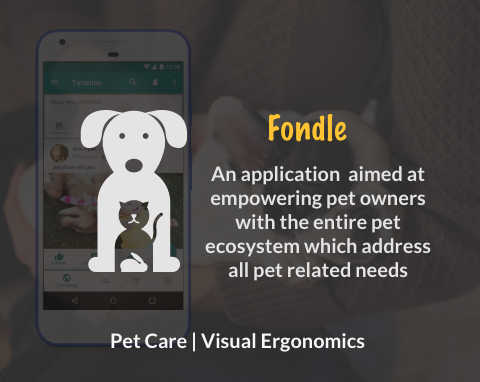 Timeline
Fondle
An application aimed at
empowering pet owners
with the entire pet
ecosystem which address
all pet related needs
Timeline
Pet Care | Visual Ergonomics